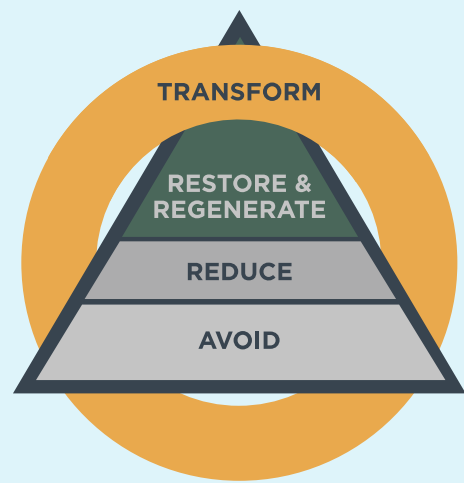 TRANSFORM
RESTORE &
REGENERATE
REDUCE
AVOID